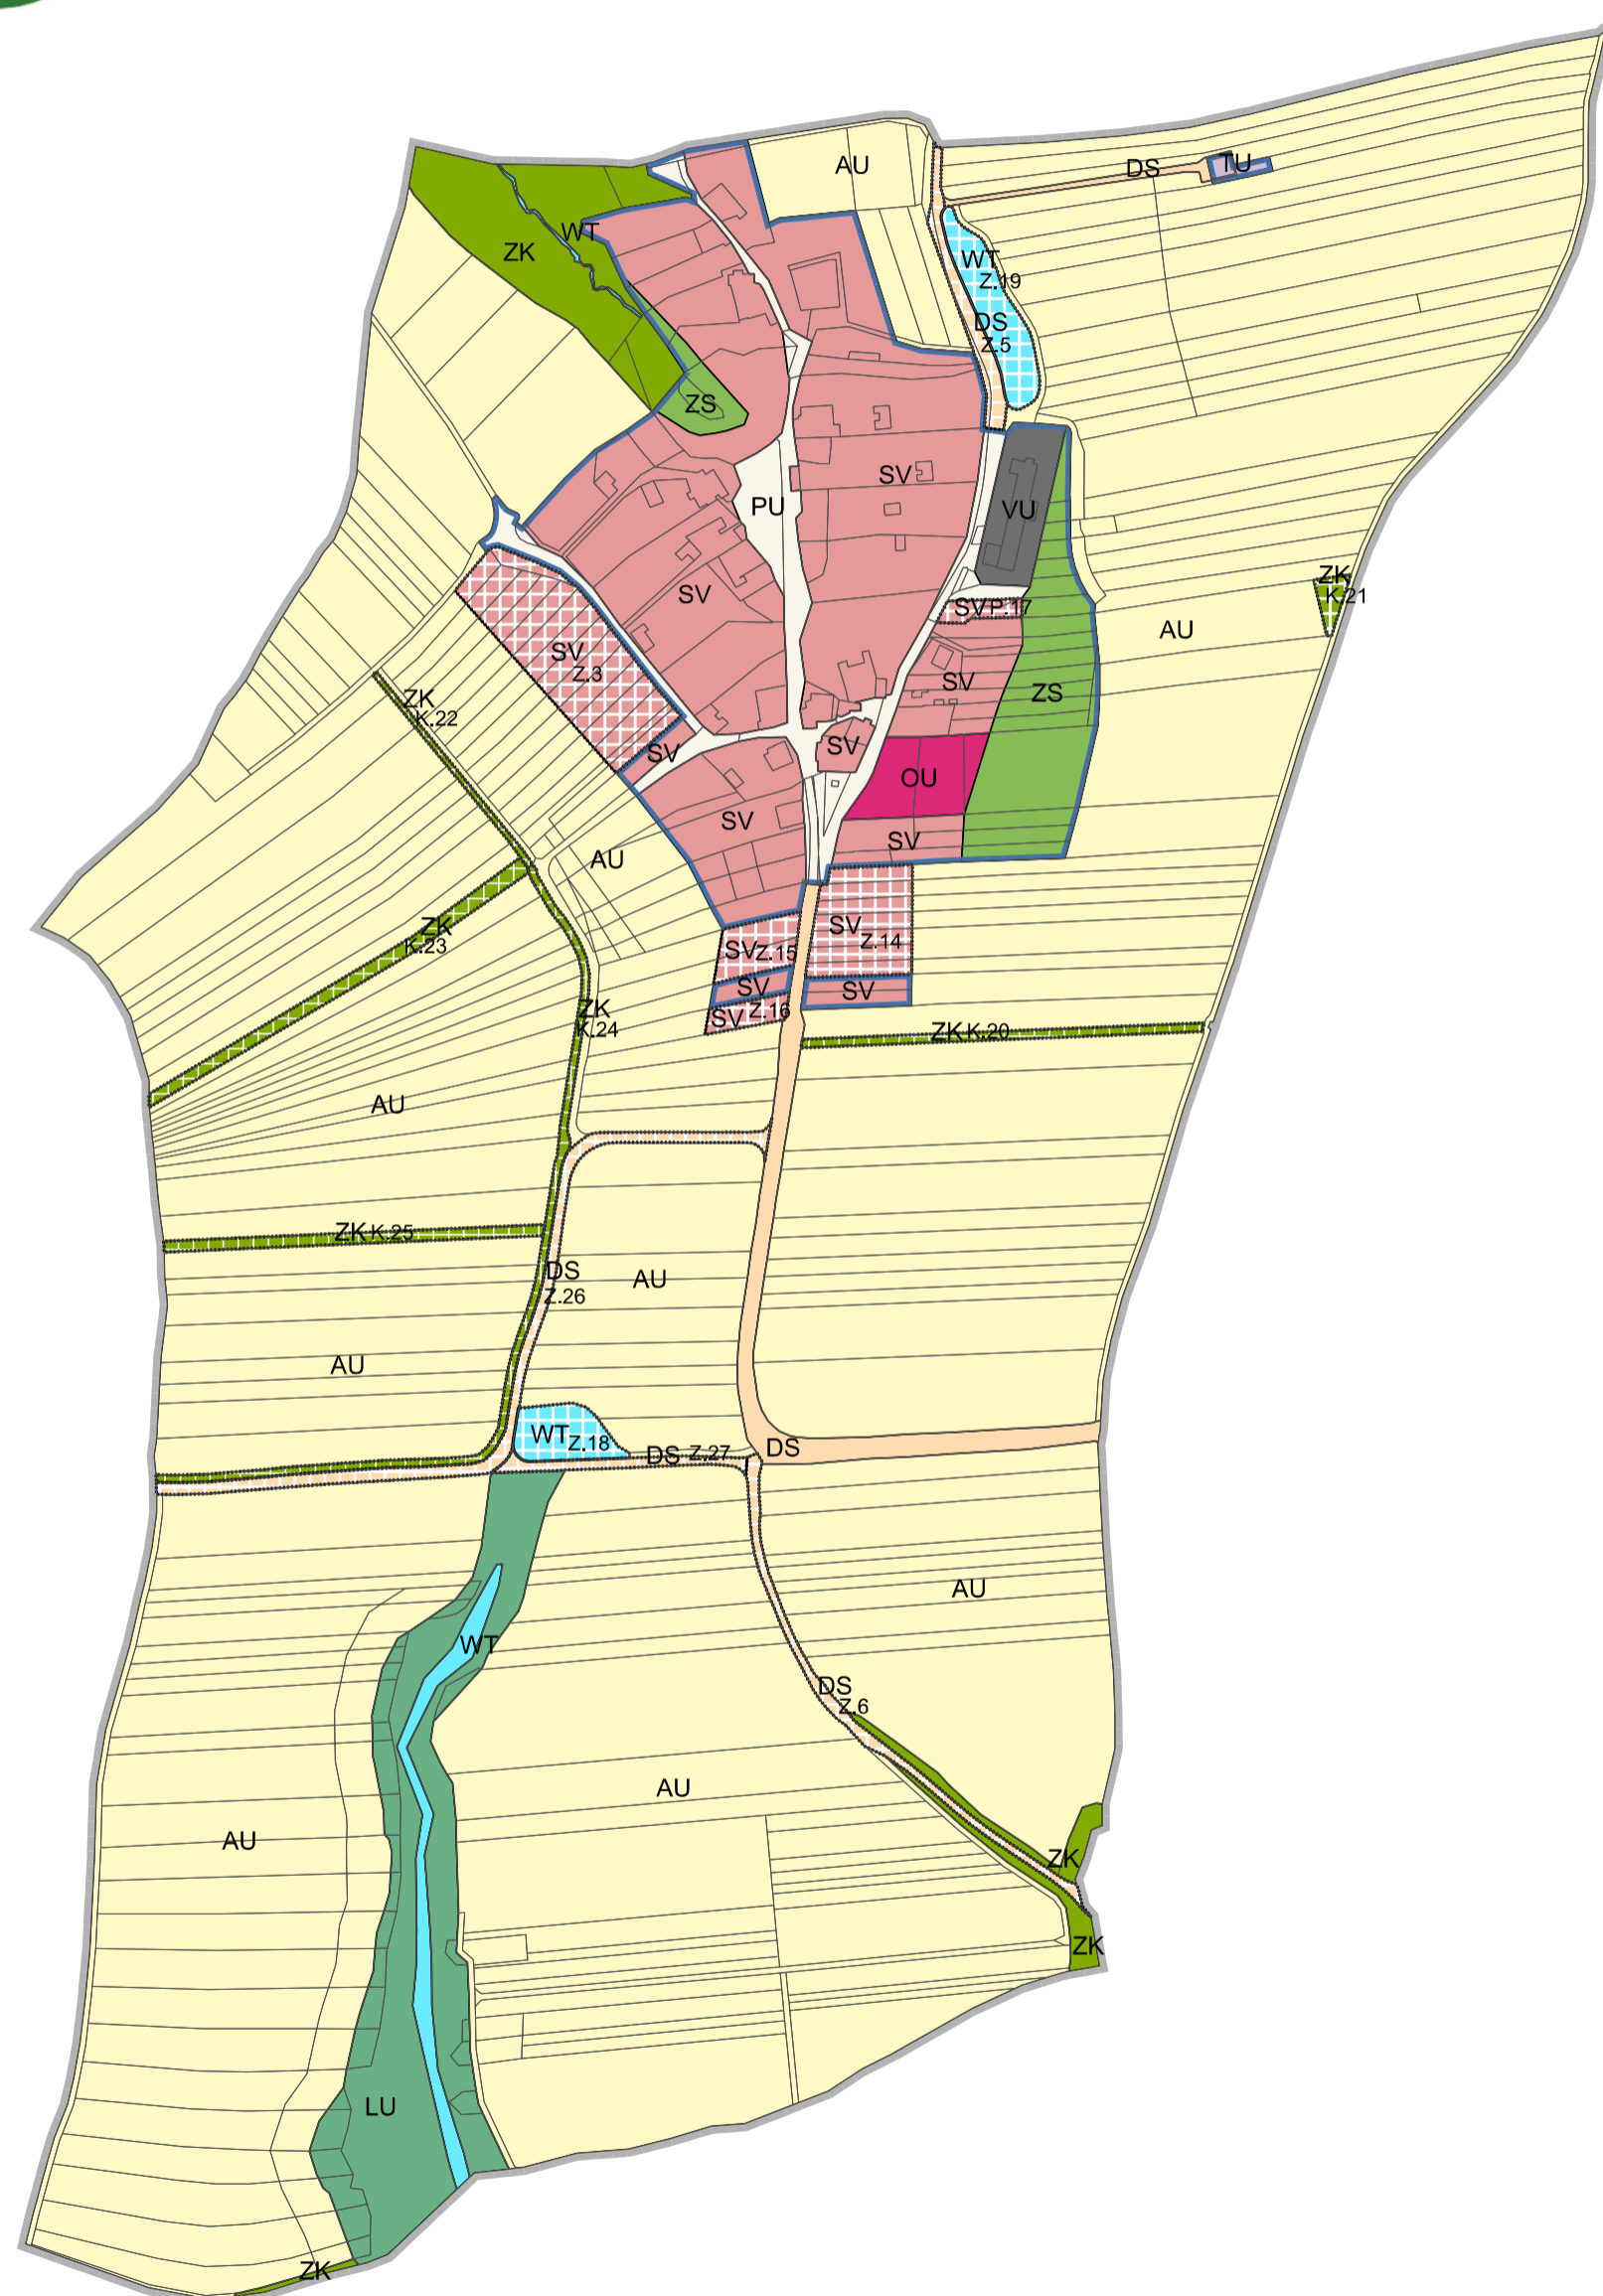 AU
DS
TU
WT
ZK
WT
Z.19
DS
Z.5
ZS
SV
PU
VU
ZK
K.21
SV
SV P.17
AU
SV
Z.3
SV
ZS
ZK
K.22
SV
SV
OU
SV
SV
AU
ZK
K.23
SV
Z.14
SV Z.15
SV
SV
Z.16
SV
ZK
K.24
ZK K.20
AU
ZK K.25
DS
Z.26
AU
AU
WT Z.18
DS Z.27
DS
AU
WT
DS
Z.6
AU
AU
ZK
ZK
LU
ZK